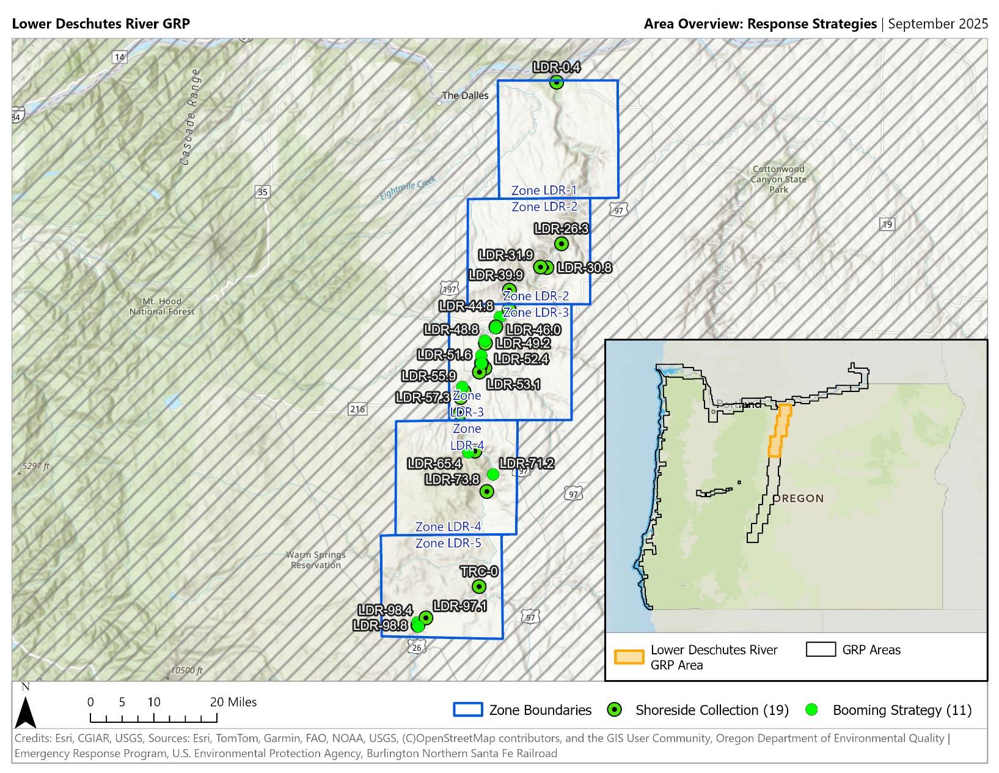 Lower Deschutes River GRP
Area Overview: Response Strategies | September 2025
14
84
Cascade Range
The Dalles
LDR-0.4
35
Eightmile Creek
Zone LDR-1
Zone LDR-2
97
Cottonwood
Canyon State
Park
19
LDR-26.3
LDR-31.9
LDR-30.8
LDR-39.9
197
Mt. Hood
National Forest
Zone LDR-2
LDR-44.8
Zone LDR-3
LDR-48.8
LDR-46.0
LDR-49.2
LDR-51.6
LDR-52.4
LDR-55.9
LDR-53.1
LDR-57.3
Zone
LDR-3
216
Zone
LDR-4
5297 ft
LDR-65.4
LDR-71.2
97
LDR-73.8
97
Zone LDR-4
Zone LDR-5
Warm Springs
Reservation
TRC-0
LDR-98.4
LDR-97.1
LDR-98.8
97
26
10500 ft
Portland
OREGON
Lower Deschutes River
GRP Area
GRP Areas
N
0 5 10 20 Miles
Zone Boundaries
Shoreside Collection (19)
Booming Strategy (11)
Credits: Esri, CGIAR, USGS, Sources: Esri, TomTom, Garmin, FAO, NOAA, USGS, (C)OpenStreetMap contributors, and the GIS User Community, Oregon Department of Environmental Quality |
Emergency Response Program, U.S. Environmental Protection Agency, Burlington Northern Santa Fe Railroad